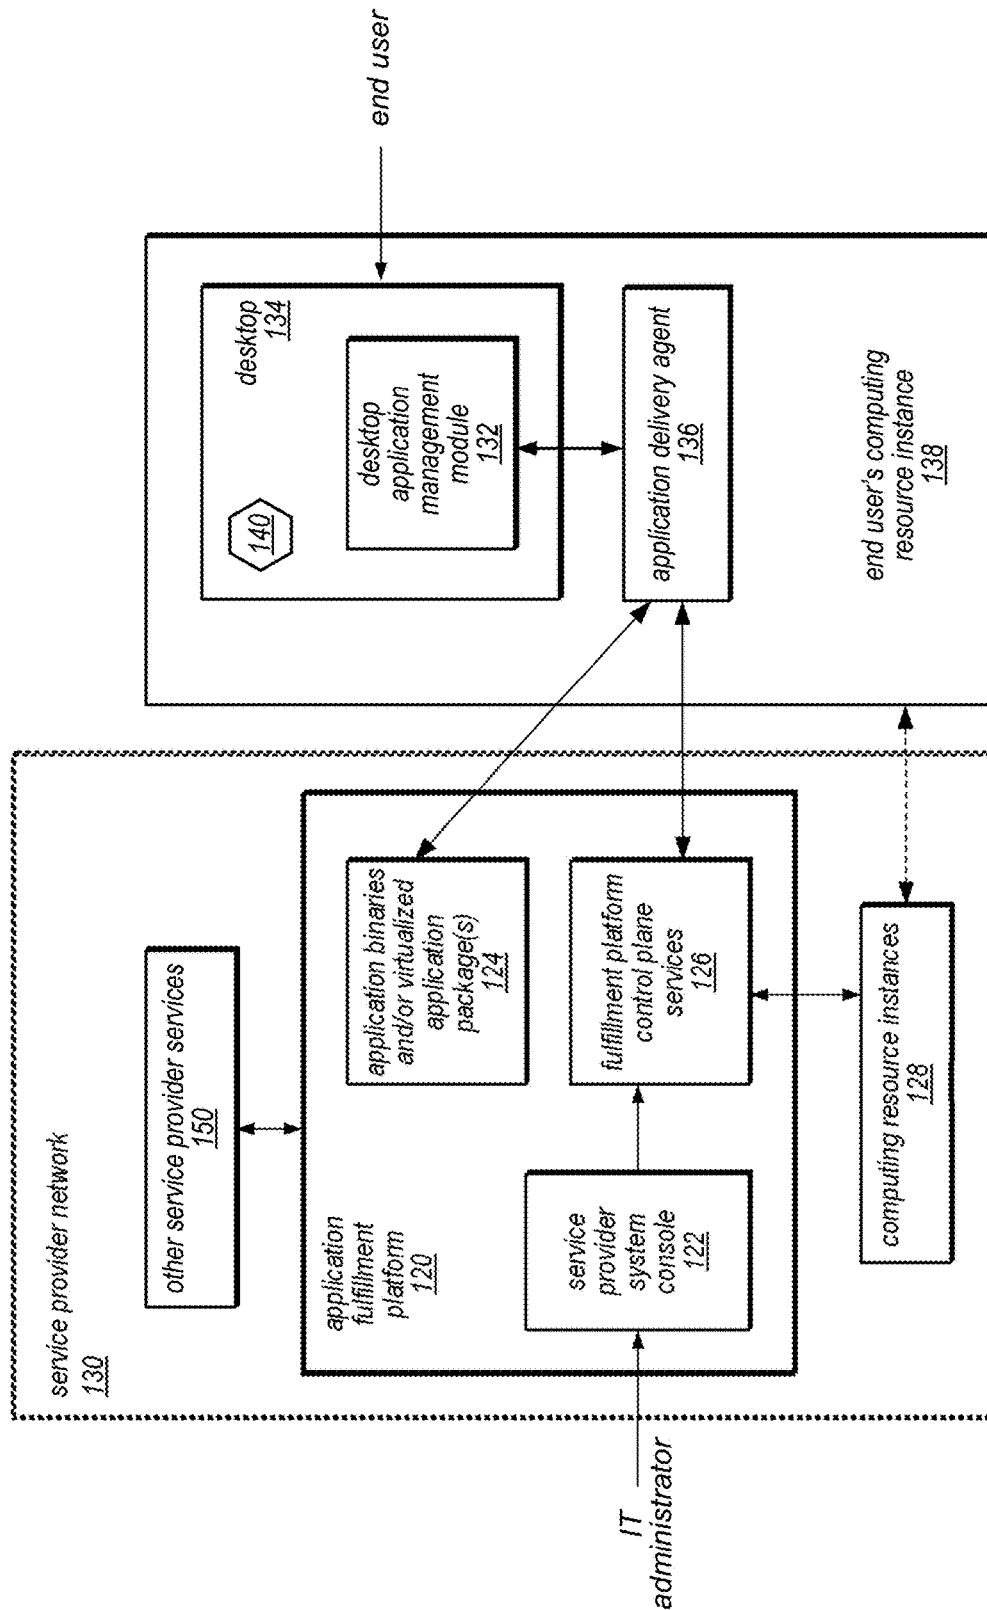 service provider network
130
other service provider services
150
application
fulfillment
platform
120
application binaries
and/or virtualized
application
package(s)
124
service
provider
system
console
122
fulfillment platform
control plane
services
126
computing resource instances
128
IT
administrator
desktop
134
140
desktop
application
management
module
132
application delivery agent
136
end user's computing
resource instance
138
end user